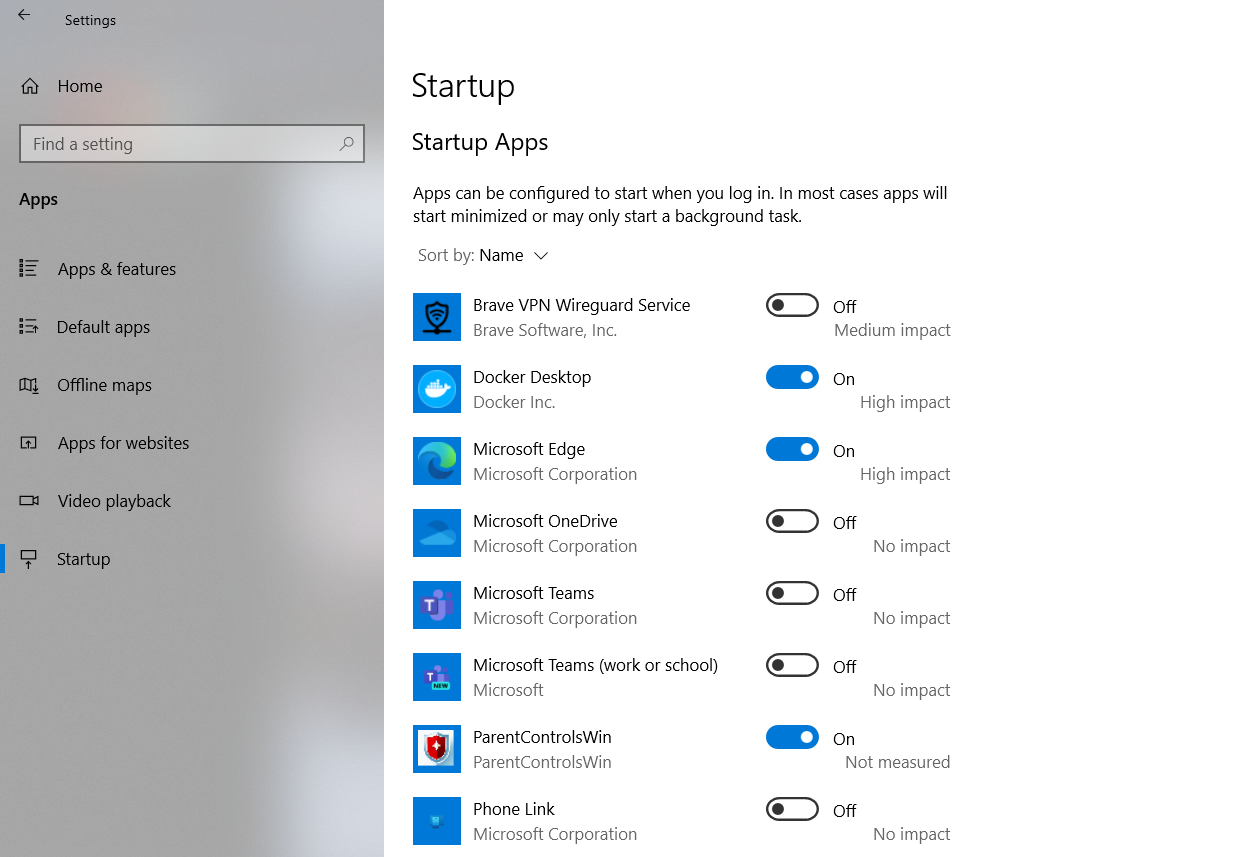 Settings
Home
Find a setting
Apps
Apps & features
Default apps
Offline maps
Apps for websites
Video playback
Startup
Startup
Startup Apps
Apps can be configured to start when you log in. In most cases apps will
start minimized or may only start a background task.
Sort by: Name
Brave VPN Wireguard Service
Off
Brave Software, Inc.
Medium impact
Docker Desktop
On
Docker Inc.
High impact
Microsoft Edge
On
Microsoft Corporation
High impact
Microsoft OneDrive
Off
Microsoft Corporation
No impact
T
Microsoft Teams
Off
Microsoft Corporation
No impact
T
NEW
Microsoft Teams (work or school)
Off
Microsoft
No impact
ParentControlsWin
On
ParentControlsWin
Not measured
Phone Link
Off
Microsoft Corporation
No impact